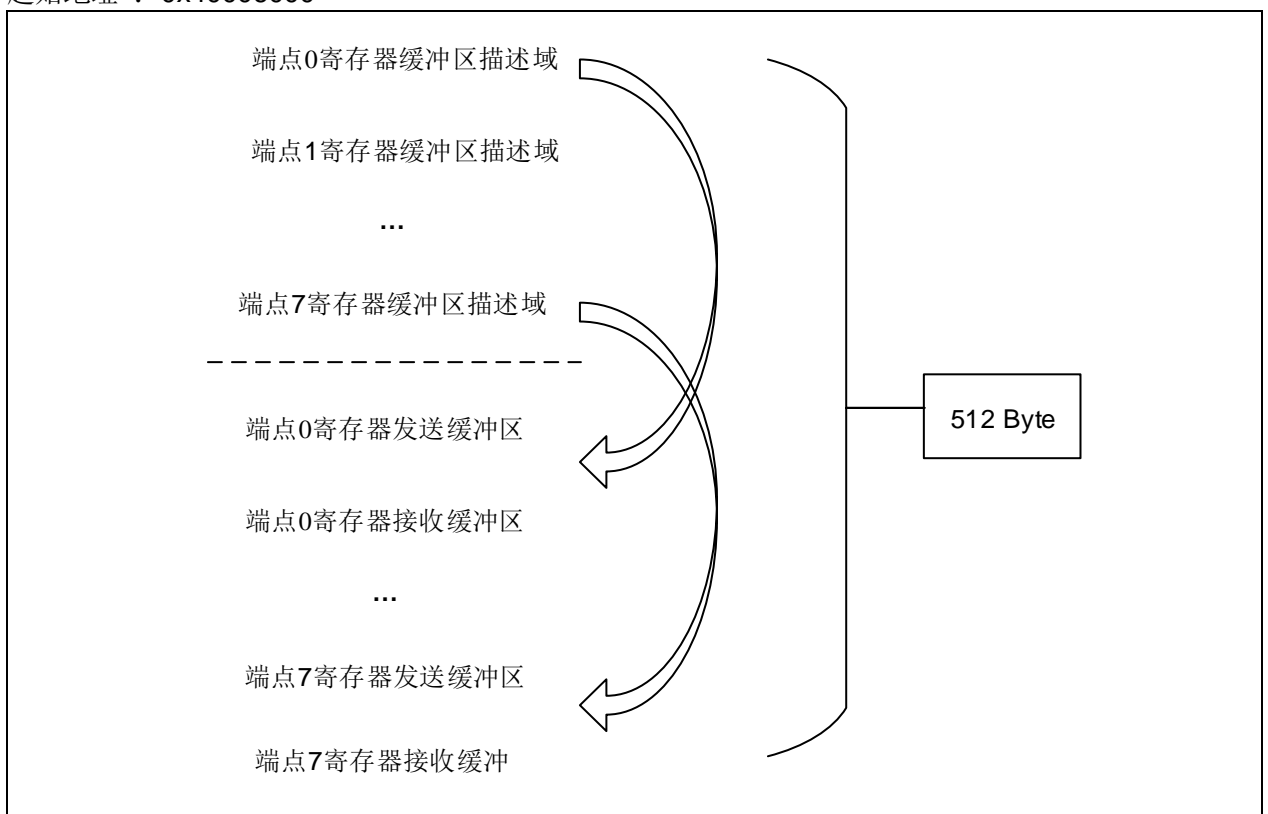 端点0寄存器缓冲区描述域
端点1寄存器缓冲区描述域
...
端点7寄存器缓冲区描述域
端点0寄存器发送缓冲区
512 Byte
端点0寄存器接收缓冲区
...
端点7寄存器发送缓冲区
端点7寄存器接收缓冲